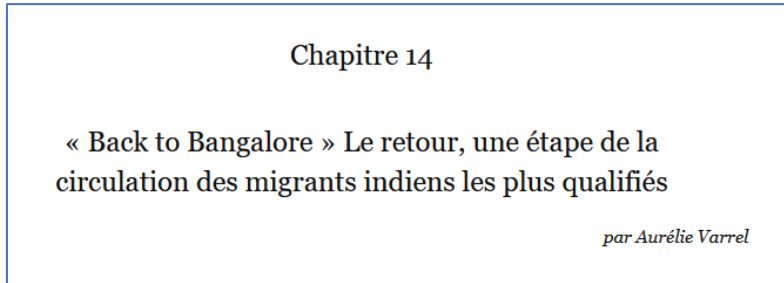 Chapitre 14
« Back to Bangalore » Le retour, une étape de la
circulation des migrants indiens les plus qualifiés
par Aurélie Varrel